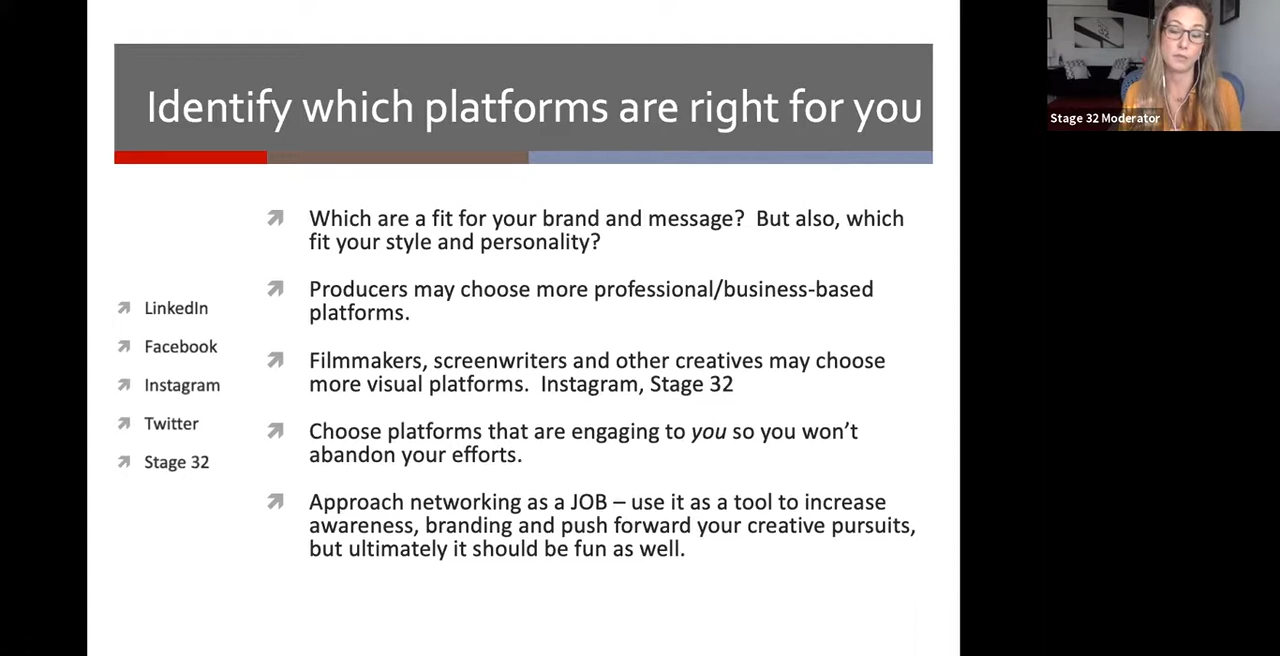 Identify which platforms are right for you
LinkedIn
Facebook
Instagram
Twitter
Stage 32
Which are a fit for your brand and message?  But also, which
fit your style and personality?
Producers may choose more professional/business-based
platforms.
Filmmakers, screenwriters and other creatives may choose
more visual platforms.  Instagram, Stage 32
Choose platforms that are engaging to you so you won’t
abandon your efforts.
Approach networking as a JOB – use it as a tool to increase
awareness, branding and push forward your creative pursuits,
but ultimately it should be fun as well.
Stage 32 Moderator